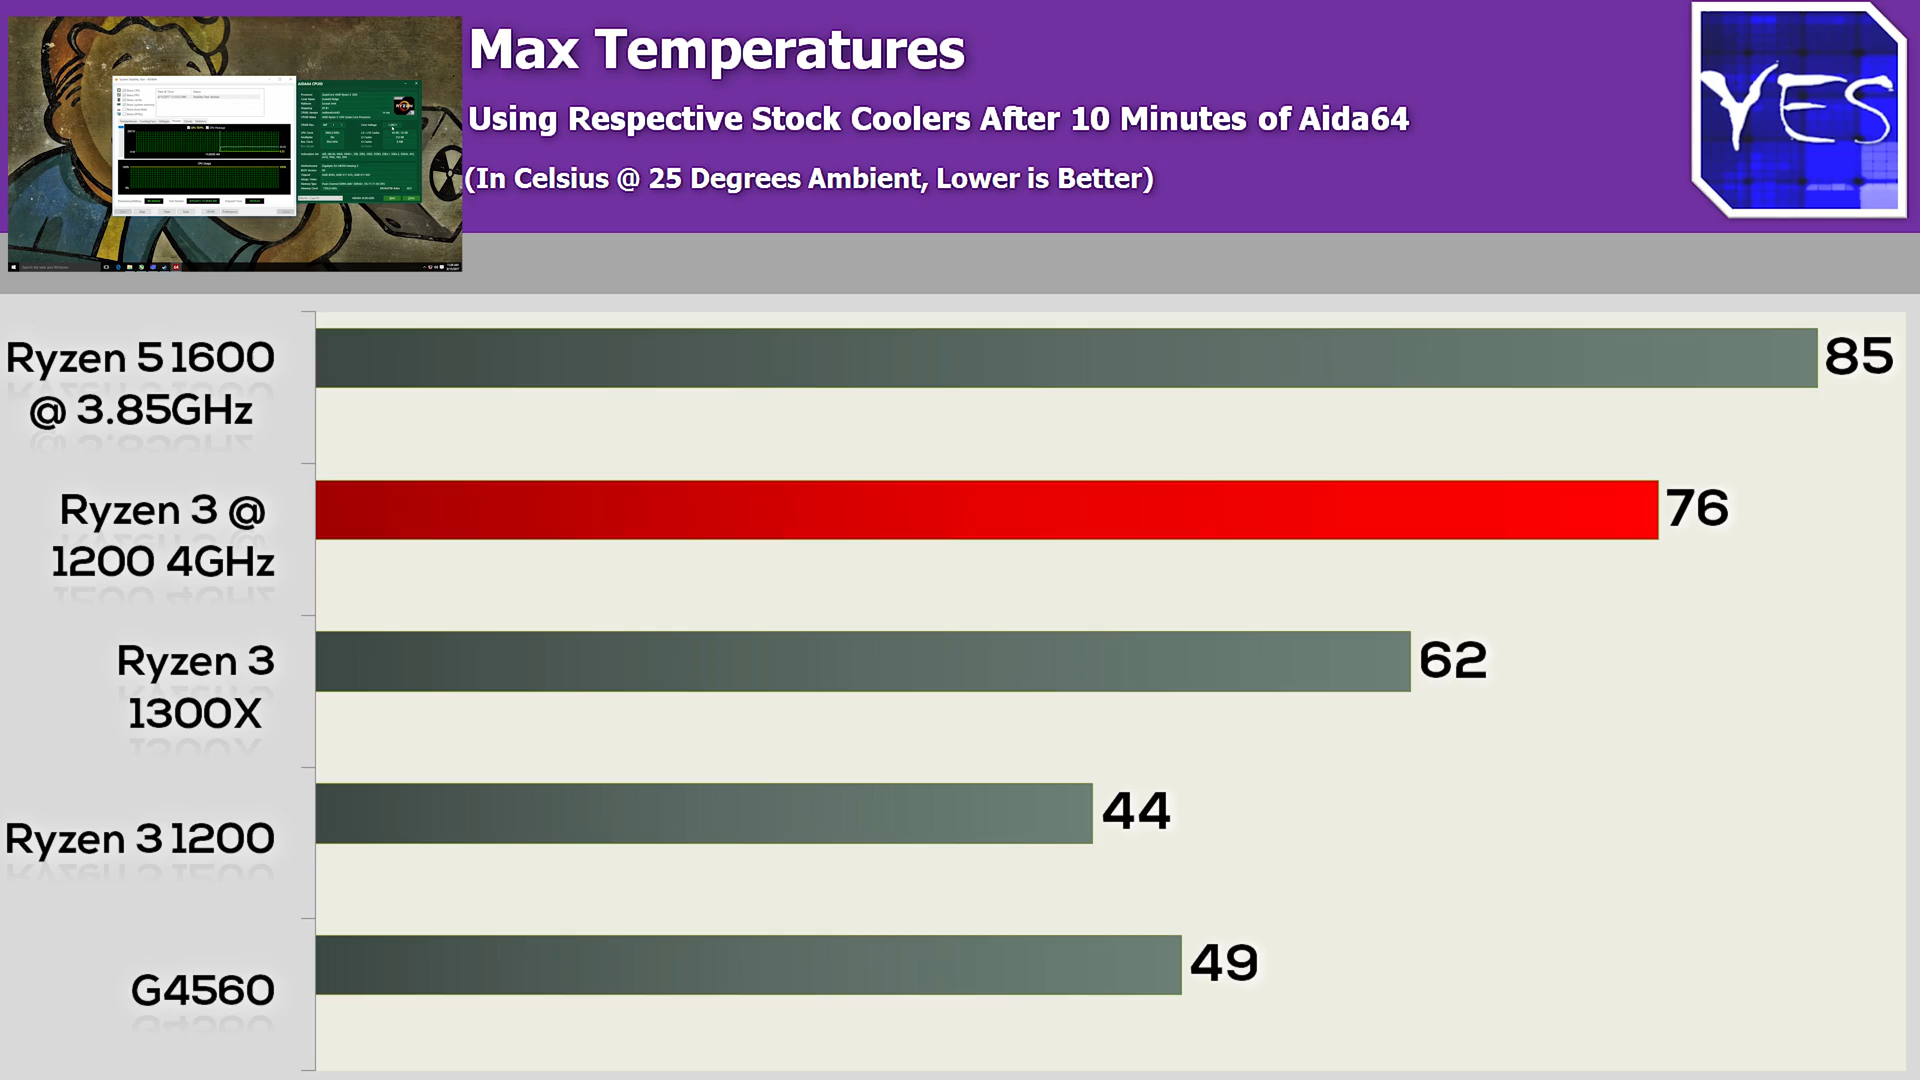 Max Temperatures
Using Respective Stock Coolers After 10 Minutes of Aida64
(In Celsius @ 25 Degrees Ambient, Lower is Better)
YES
Ryzen 5 1600
@ 3.85GHz
85
Ryzen 3 @
1200 4GHz
76
Ryzen 3
1300X
62
Ryzen 3 1200
44
G4560
49